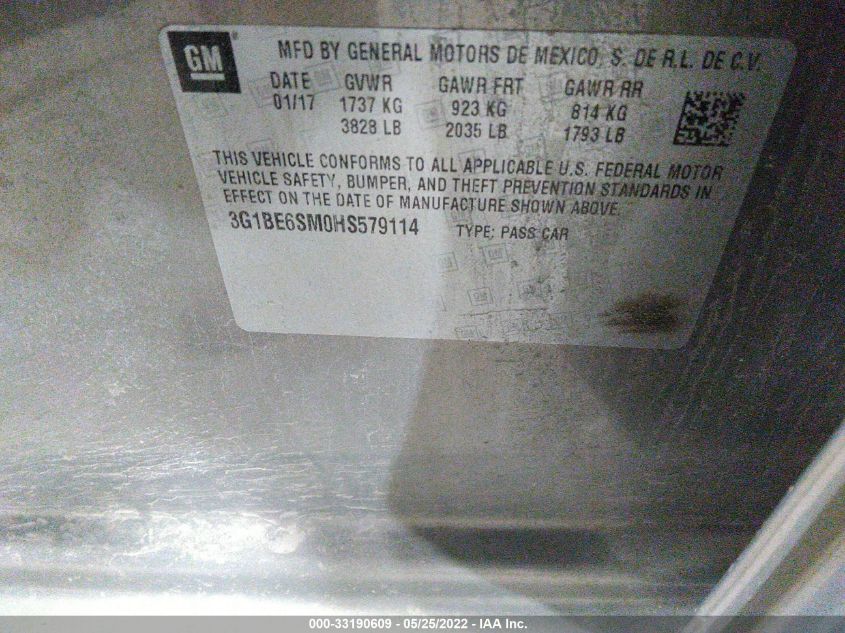 GM
MFD BY GENERAL MOTORS DE MEXICO, S. DE R.L. DE C.V.
DATE GVWR GAWR FRT GAWR RR
01/17 1737 KG 923 KG 814 KG
3828 LB 2035 LB 1793 LB
THIS VEHICLE CONFORMS TO ALL APPLICABLE U.S. FEDERAL MOTOR
VEHICLE SAFETY, BUMPER, AND THEFT PREVENTION STANDARDS IN
EFFECT ON THE DATE OF MANUFACTURE SHOWN ABOVE.
3G1BE6SM0HS579114 TYPE: PASS CAR
000-33190609 - 05/25/2022 - IAA Inc.